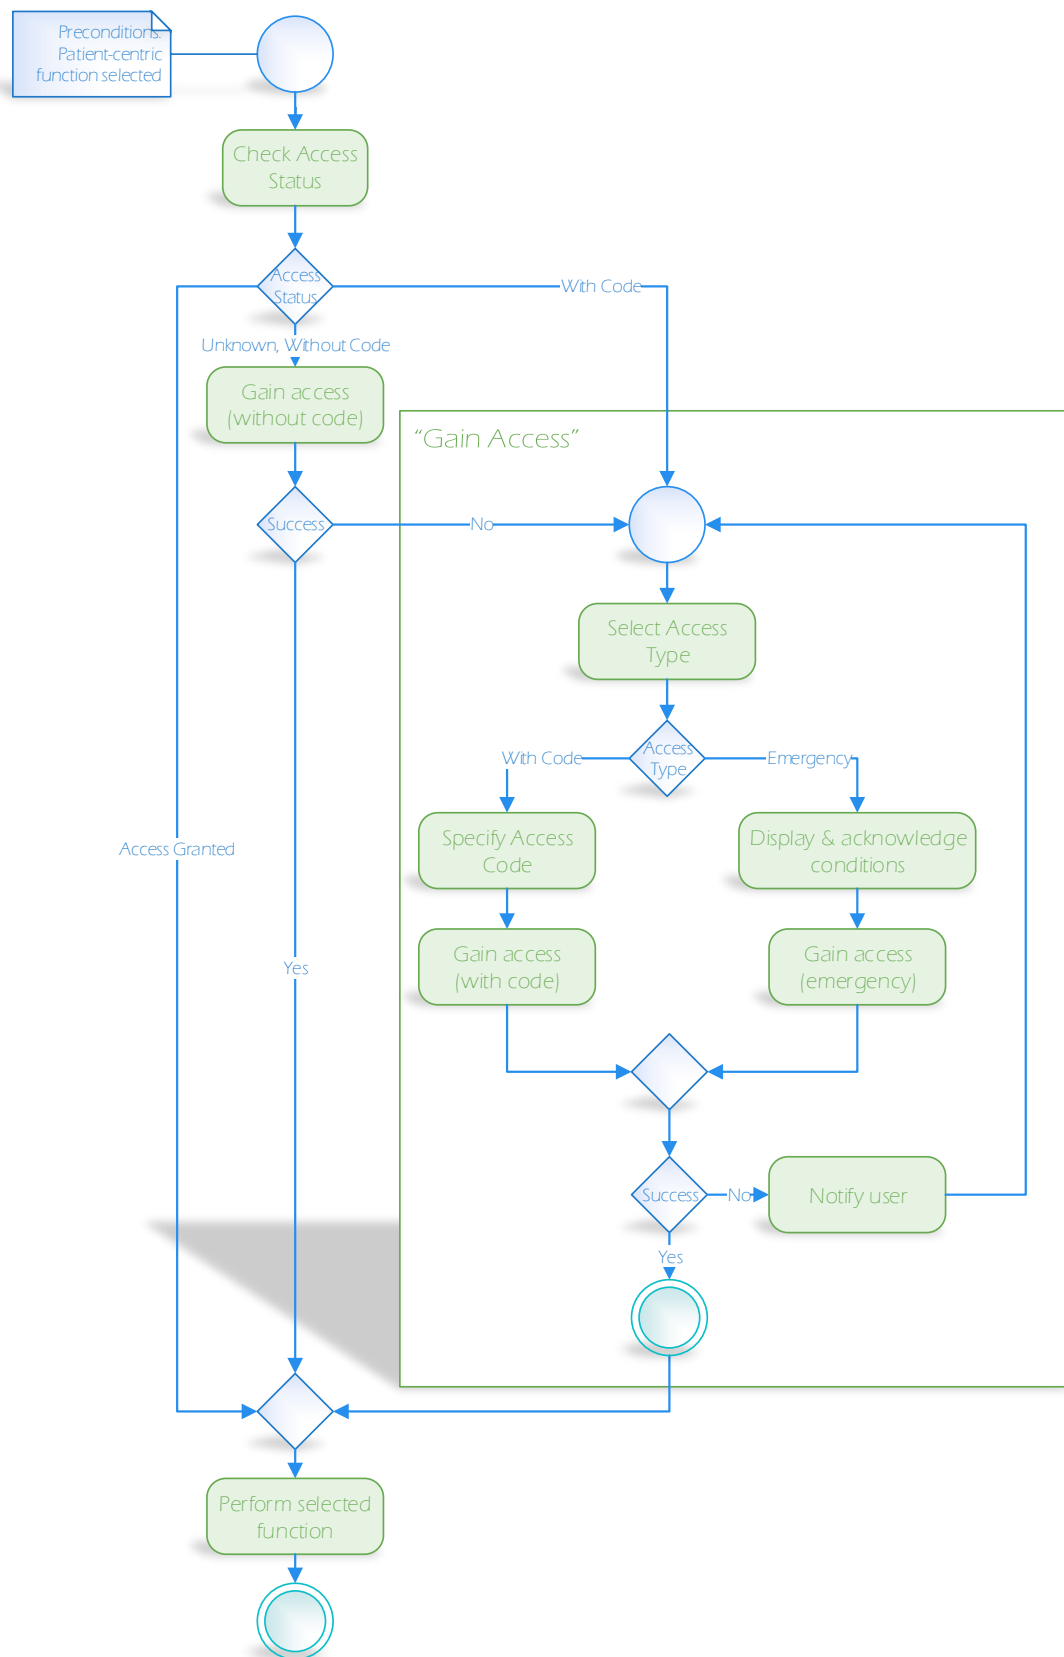 Preconditions:
Patient-centric
function selected
Check Access
Status
Access
Status
With Code
Unknown, Without Code
Gain access
(without code)
“Gain Access”
Success
No
Select Access
Type
Access
Type
With Code
Emergency
Specify Access
Code
Display & acknowledge
conditions
Access Granted
Gain access
(with code)
Gain access
(emergency)
Yes
Success
No
Notify user
Yes
Perform selected
function